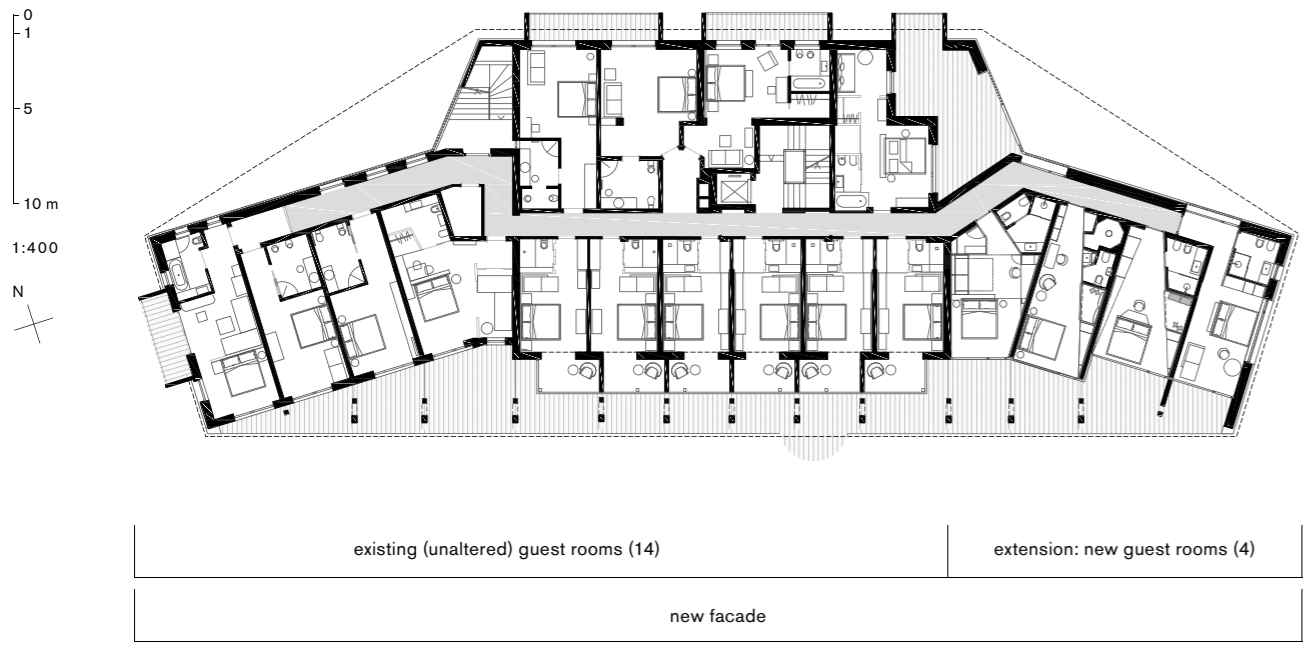 0
1
5
10 m
1:400
N
existing (unaltered) guest rooms (14)
extension: new guest rooms (4)
new facade